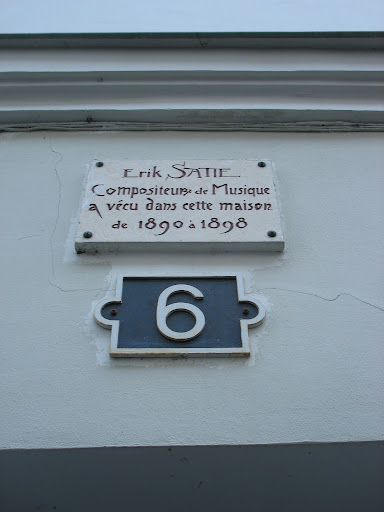 Erik SATIE
Compositeur de Musique
a vécu dans cette maison
de 1890 à 1898
6